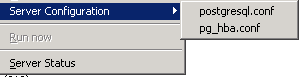 Server Configuration
postgresql.conf
pg_hba.conf
Run now
Server Status